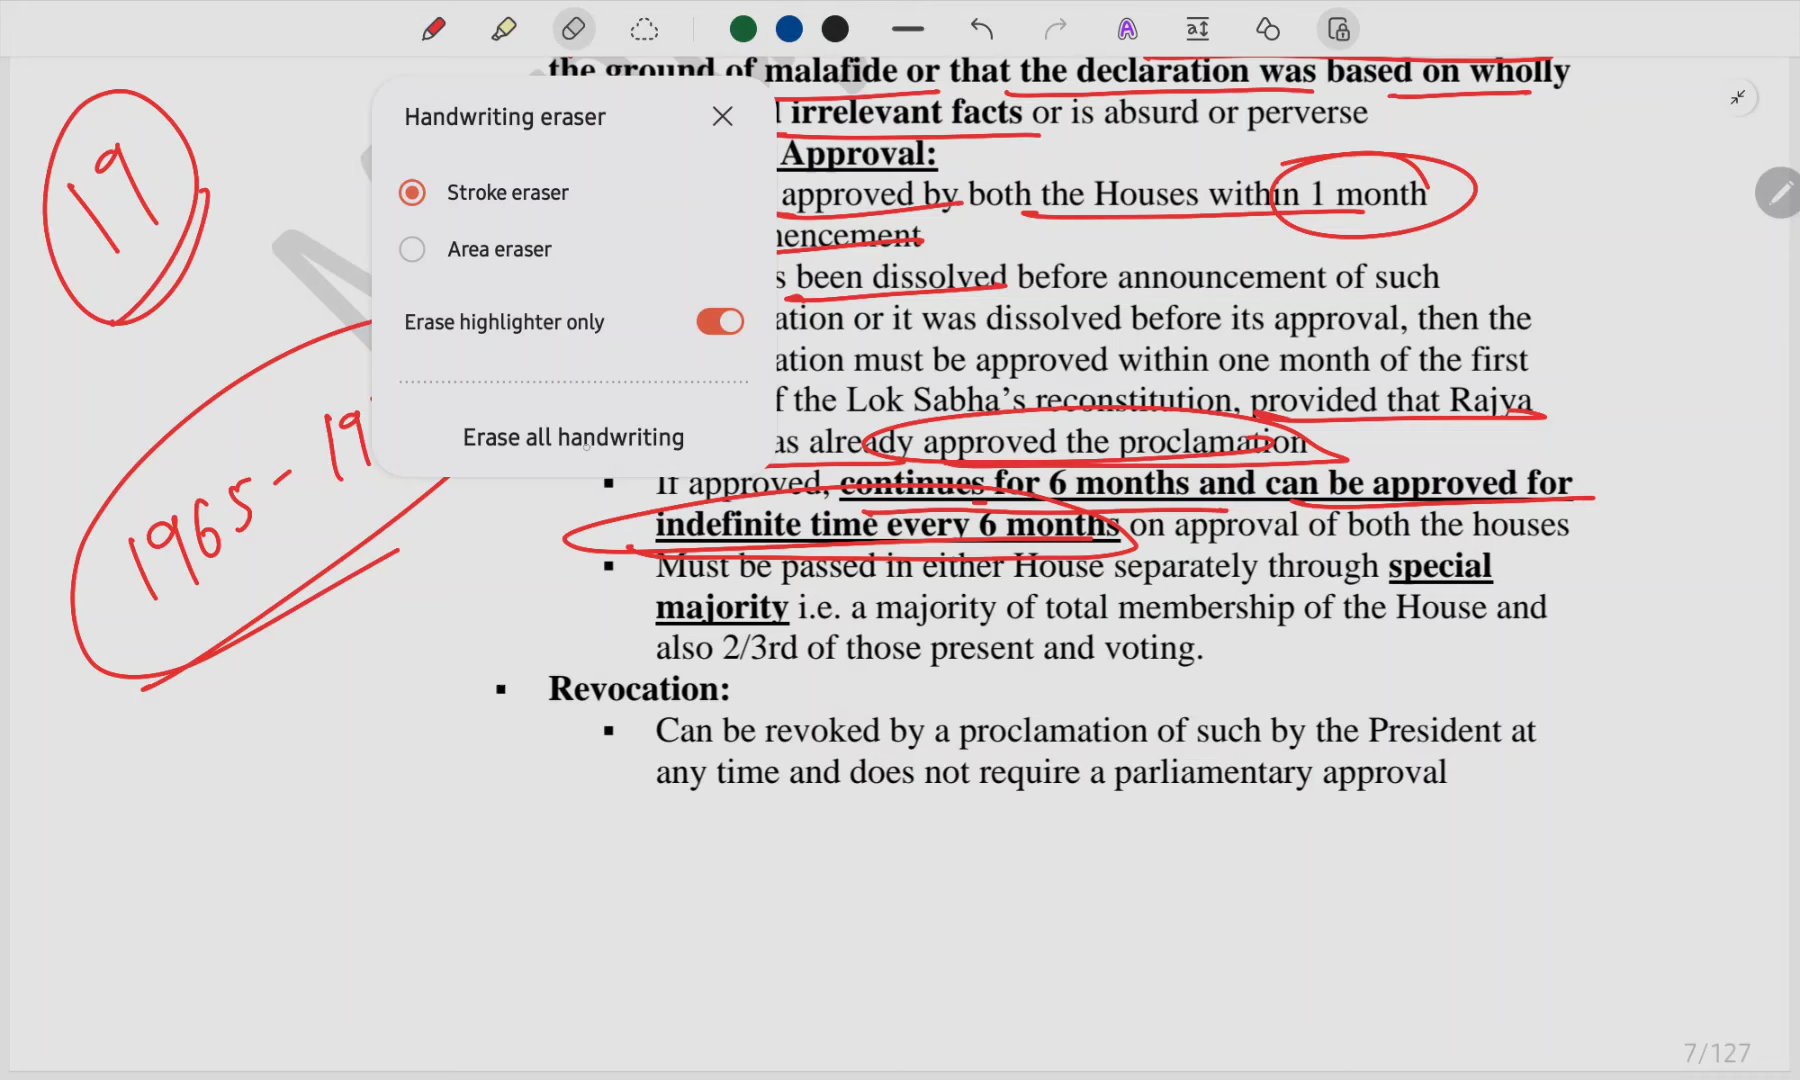 the ground of malafide or that the declaration was based on wholly
irrelevant facts or is absurd or perverse
Approval:
approved by both the Houses within 1 month
mencement
been dissolved before announcement of such
ation or it was dissolved before its approval, then the
ation must be approved within one month of the first
f the Lok Sabha's reconstitution, provided that Rajya
as already approved the proclamation
▪ If approved, continues for 6 months and can be approved for
indefinite time every 6 months on approval of both the houses
▪ Must be passed in either House separately through special
majority i.e. a majority of total membership of the House and
also 2/3rd of those present and voting.
▪ Revocation:
▪ Can be revoked by a proclamation of such by the President at
any time and does not require a parliamentary approval
Handwriting eraser
Stroke eraser
Area eraser
Erase highlighter only
Erase all handwriting
19
1965-19
7/127